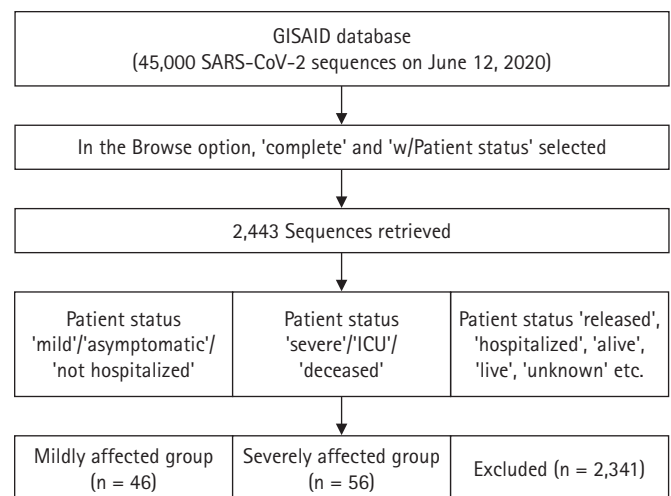 GISAID database
(45,000 SARS-CoV-2 sequences on June 12, 2020)
In the Browse option, 'complete' and 'w/Patient status' selected
2,443 Sequences retrieved
Patient status
'mild'/'asymptomatic'/
'not hospitalized'
Patient status
'severe'/'ICU'/
'deceased'
Patient status 'released',
'hospitalized', 'alive',
'live', 'unknown' etc.
Mildly affected group
(n = 46)
Severely affected group
(n = 56)
Excluded (n = 2,341)